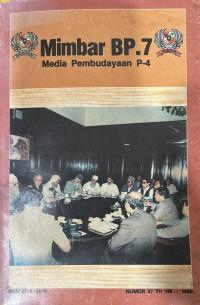 Mimbar BP.7
Media Pembudayaan P-4
NOMOR 47 TH VIII - 1990